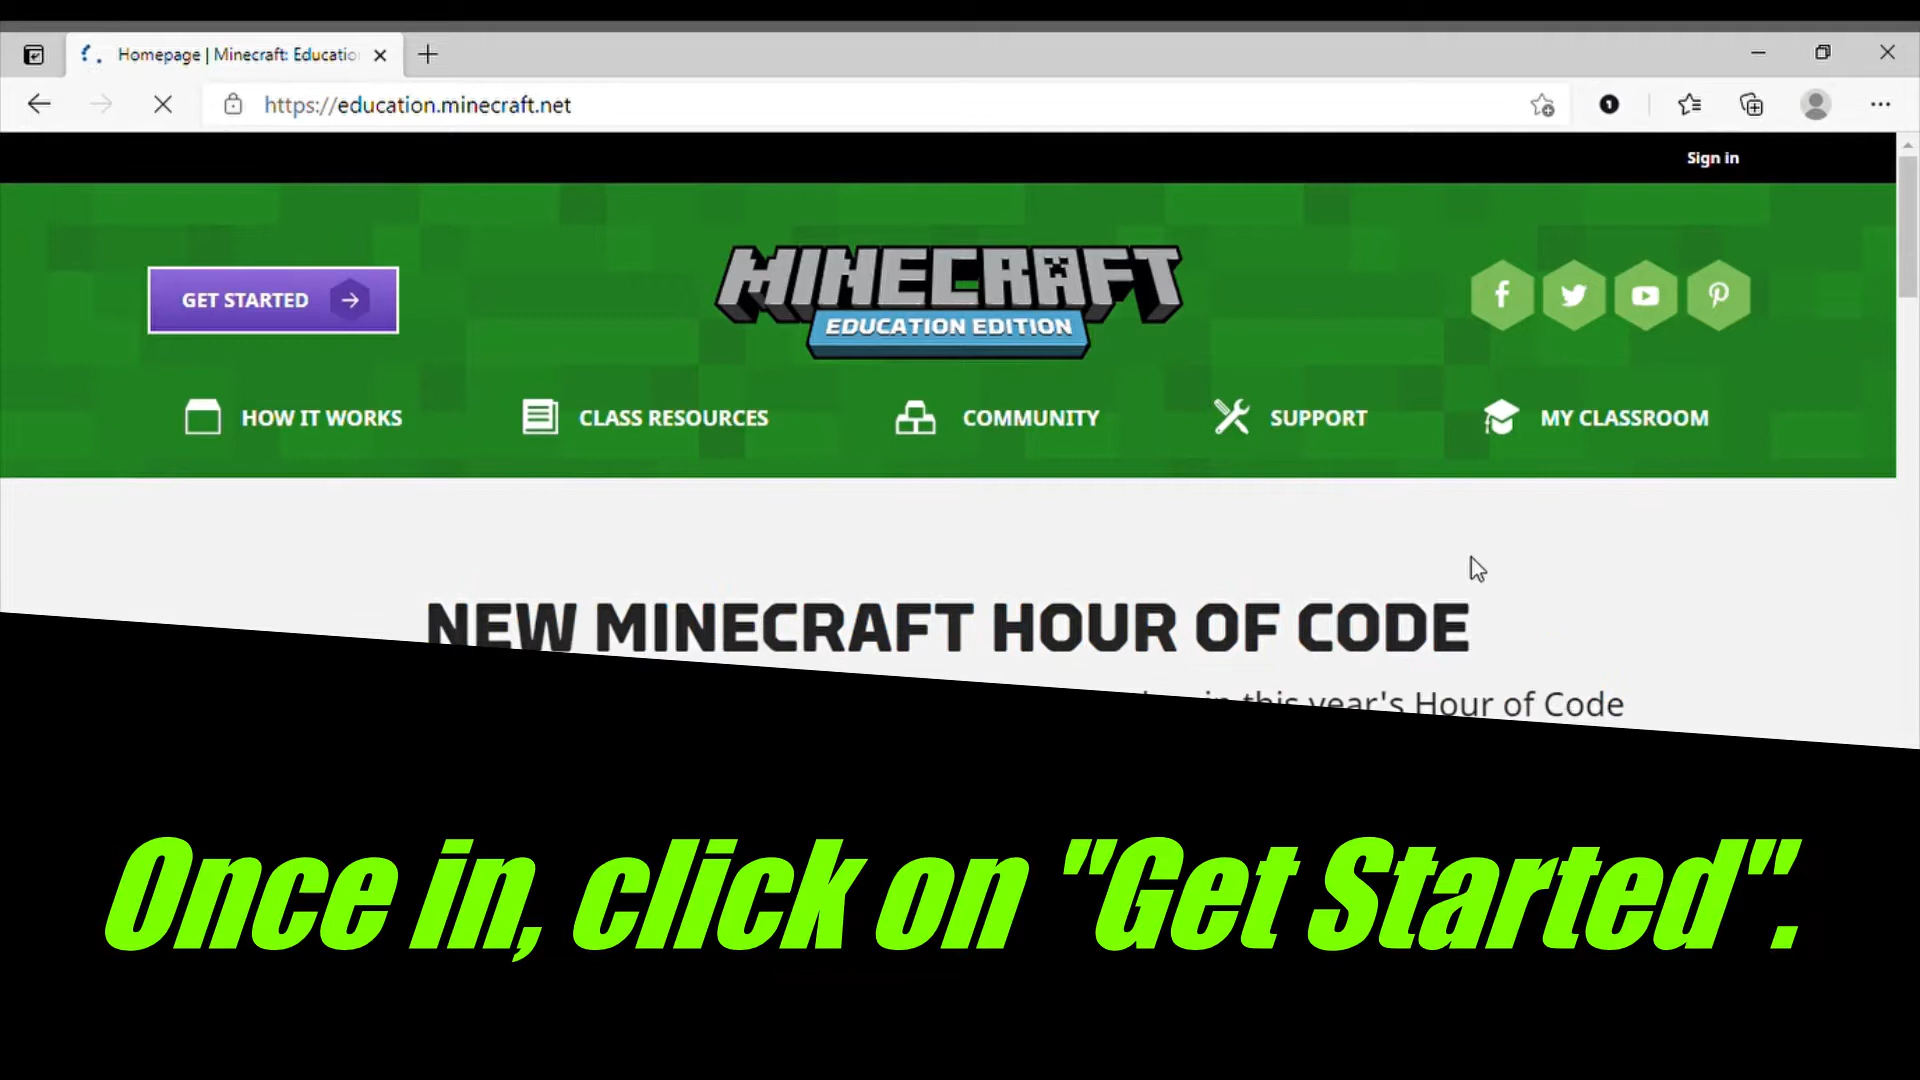 Homepage | Minecraft: Educatio
https://education.minecraft.net
Sign in
GET STARTED
MINECRAFT
EDUCATION EDITION
HOW IT WORKS
CLASS RESOURCES
COMMUNITY
SUPPORT
MY CLASSROOM
NEW MINECRAFT HOUR OF CODE
in this year's Hour of Code
Once in, click on "Get Started".